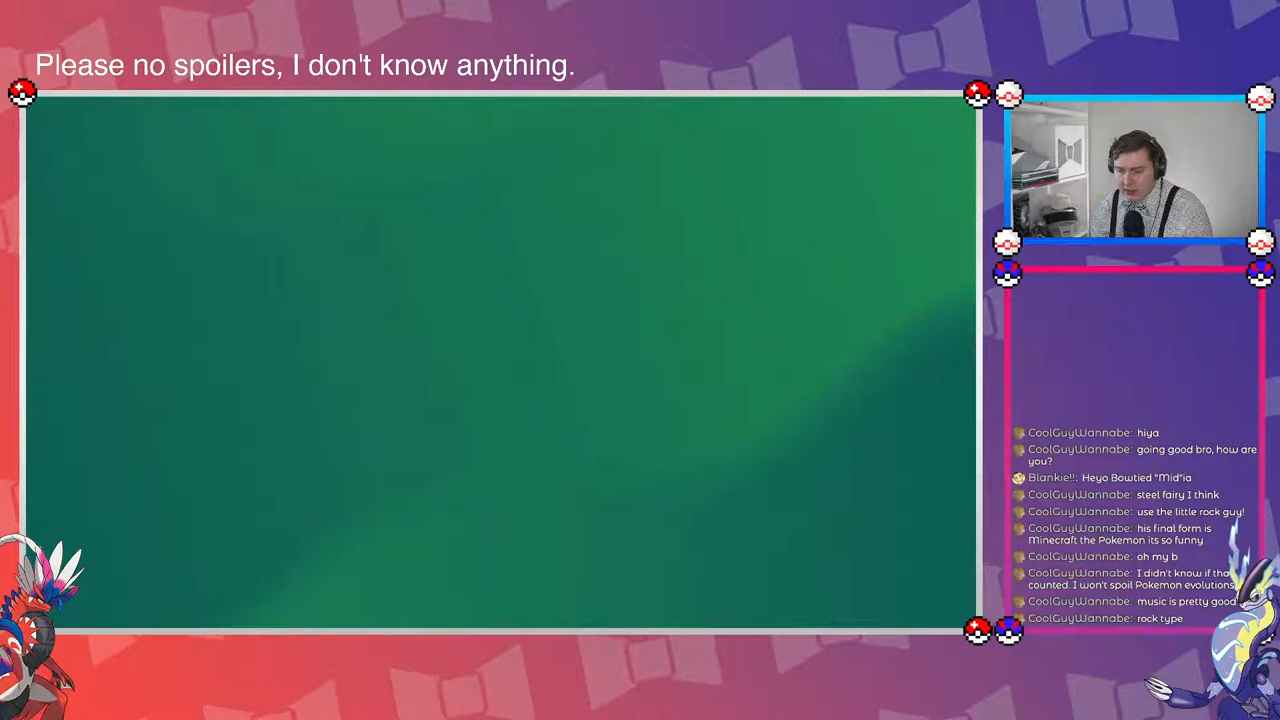 Please no spoilers, I don't know anything.
CoolGuyWannabe: hiya
CoolGuyWannabe: going good bro, how are
you?
Blankie!!: Heyo Bowtied "Mid"ia
CoolGuyWannabe: steel fairy I think
CoolGuyWannabe: use the little rock guy!
CoolGuyWannabe: his final form is
Minecraft the Pokemon its so funny
CoolGuyWannabe: oh my b
CoolGuyWannabe: I didn't know if
counted. I won't spoil Pokemon evolutions
CoolGuyWannabe: music is pretty good
CoolGuyWannabe: rock type